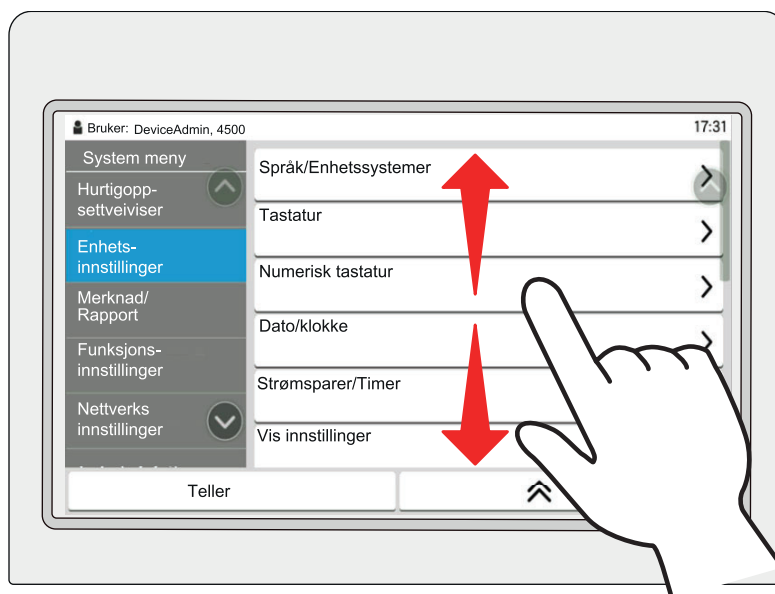 Bruker: DeviceAdmin, 4500
17:31
System meny
Hurtigopp-
settveiviser
Enhets-
innstillinger
Merknad/
Rapport
Funksjons-
innstillinger
Nettverks
innstillinger
Språk/Enhetssystemer
Tastatur
Numerisk tastatur
Dato/klokke
Strømsparer/Timer
Vis innstillinger
Teller